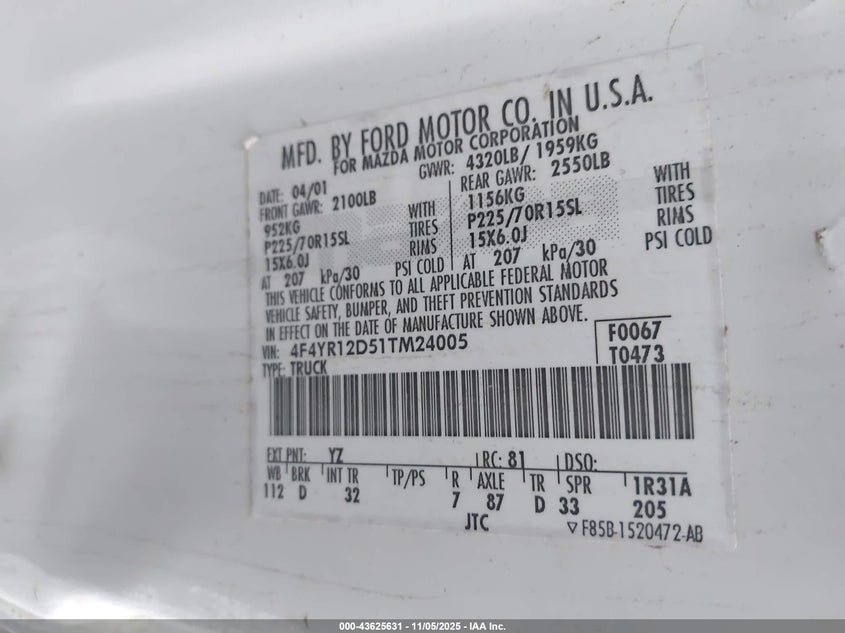 MFD. BY FORD MOTOR CO. IN U.S.A.
FOR MAZDA MOTOR CORPORATION
DATE: 04/01 GVWR: 4320LB/ 1959KG
FRONT GAWR: 2100LB REAR GAWR: 2550LB
952KG WITH 1156KG WITH
P225/70R15SL TIRES P225/70R15SL TIRES
15X6.0J RIMS 15X6.0J RIMS
AT 207 kPa/30 PSI COLD AT 207 kPa/30 PSI COLD
THIS VEHICLE CONFORMS TO ALL APPLICABLE FEDERAL MOTOR
VEHICLE SAFETY, BUMPER, AND THEFT PREVENTION STANDARDS
IN EFFECT ON THE DATE OF MANUFACTURE SHOWN ABOVE.
VIN: 4F4YR12D51TM24005 F0067
TYPE: TRUCK T0473
EXT PNT: YZ RC: 81 DSO:
WB BRK INT TR TP/PS R AXLE TR SPR 1R31A
112 D 32 7 87 D 33 205
JTC ▽ F85B-1520472-AB
000-43625631 - 11/05/2025 - IAA Inc.